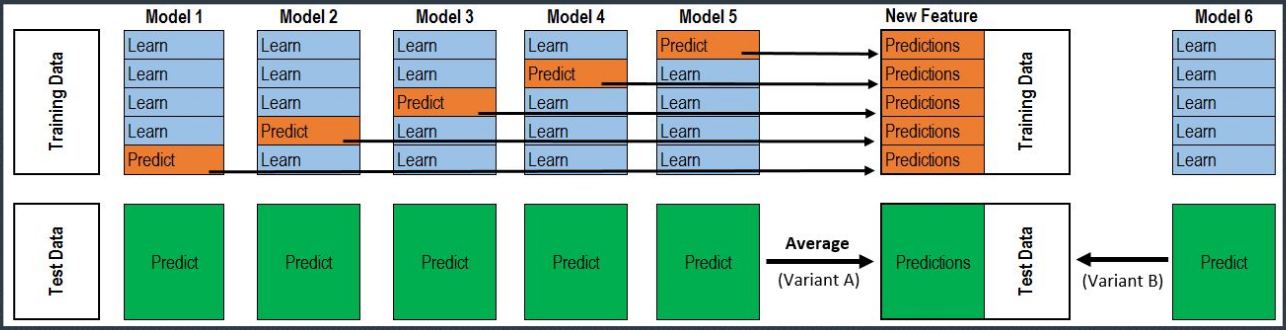 Model 1 Model 2 Model 3 Model 4 Model 5 New Feature Model 6
Training Data
Learn Learn Learn Learn Predict Predictions Learn
Learn Learn Learn Predict Learn Predictions Learn
Learn Learn Predict Learn Learn Predictions Learn
Learn Predict Learn Learn Learn Predictions Learn
Predict Learn Learn Learn Learn Predictions Learn
Training Data
Test Data
Predict Predict Predict Predict Predict
Average
(Variant A)
Predictions
Test Data
(Variant B)
Predict